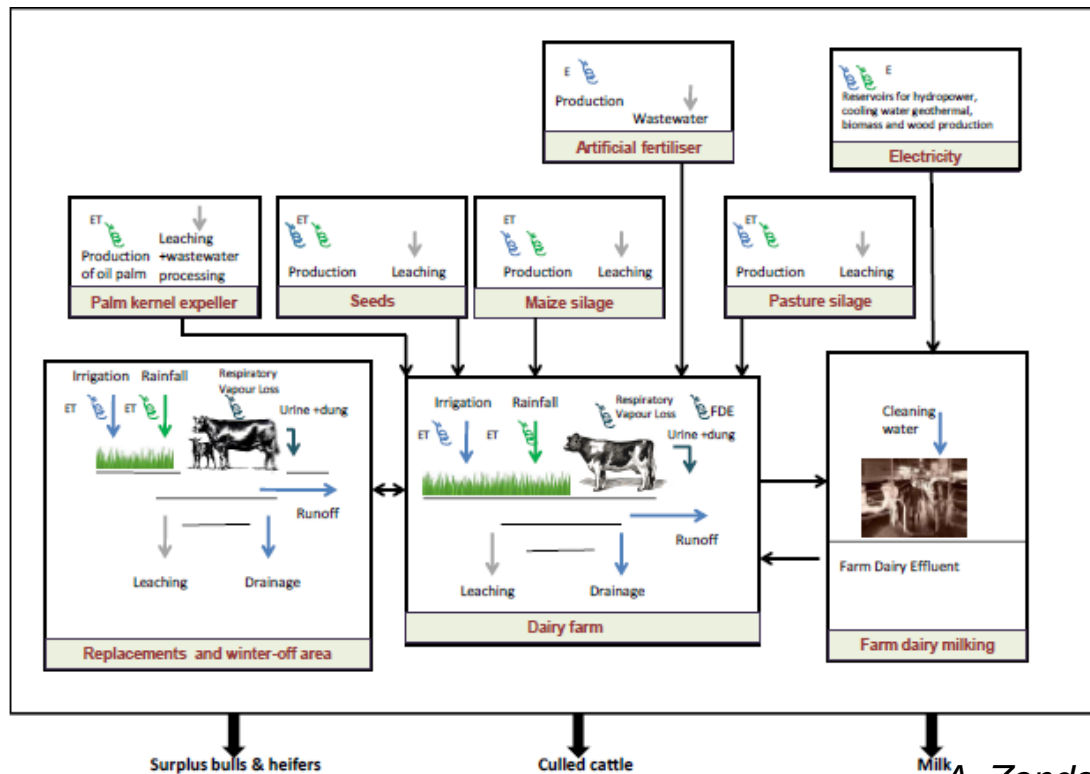 E
Production
Wastewater
Artificial fertiliser
E
Reservoirs for hydropower,
cooling water geothermal,
biomass and wood production
Electricity
ET
Production
of oil palm
Leaching
+wastewater
processing
Palm kernel expeller
ET
Production
Leaching
Seeds
ET
Production
Leaching
Maize silage
ET
Production
Leaching
Pasture silage
Irrigation
Rainfall
Respiratory
Vapour Loss
ET
ET
Urine +dung
Runoff
Leaching
Drainage
Replacements and winter-off area
Irrigation
Rainfall
Respiratory
Vapour Loss
FDE
ET
ET
Urine +dung
Runoff
Leaching
Drainage
Dairy farm
Cleaning
water
Farm Dairy Effluent
Farm dairy milking
Surplus bulls & heifers
Culled cattle
Milk